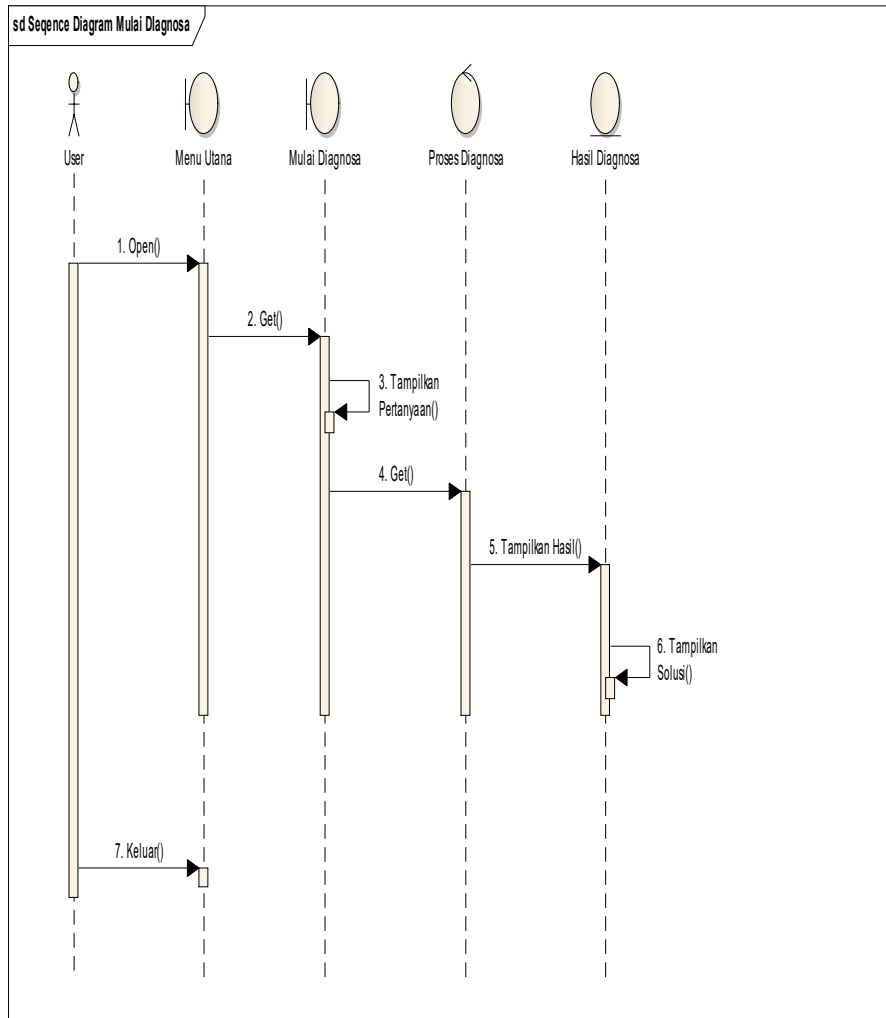 sd Seqence Diagram Mulai DIagnosa
User
Menu Utana
Mulai Diagnosa
Proses Diagnosa
Hasil Diagnosa
1. Open()
2. Get()
3. Tampilkan
Pertanyaan()
4. Get()
5. Tampilkan Hasil()
6. Tampilkan
Solusi()
7. Keluar()